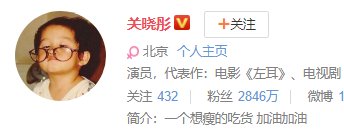 关晓彤 +关注
北京 个人主页
演员，代表作：电影《左耳》、电视剧
关注 432 | 粉丝 2846万 | 微博 1
简介：一个想瘦的吃货 加油加油